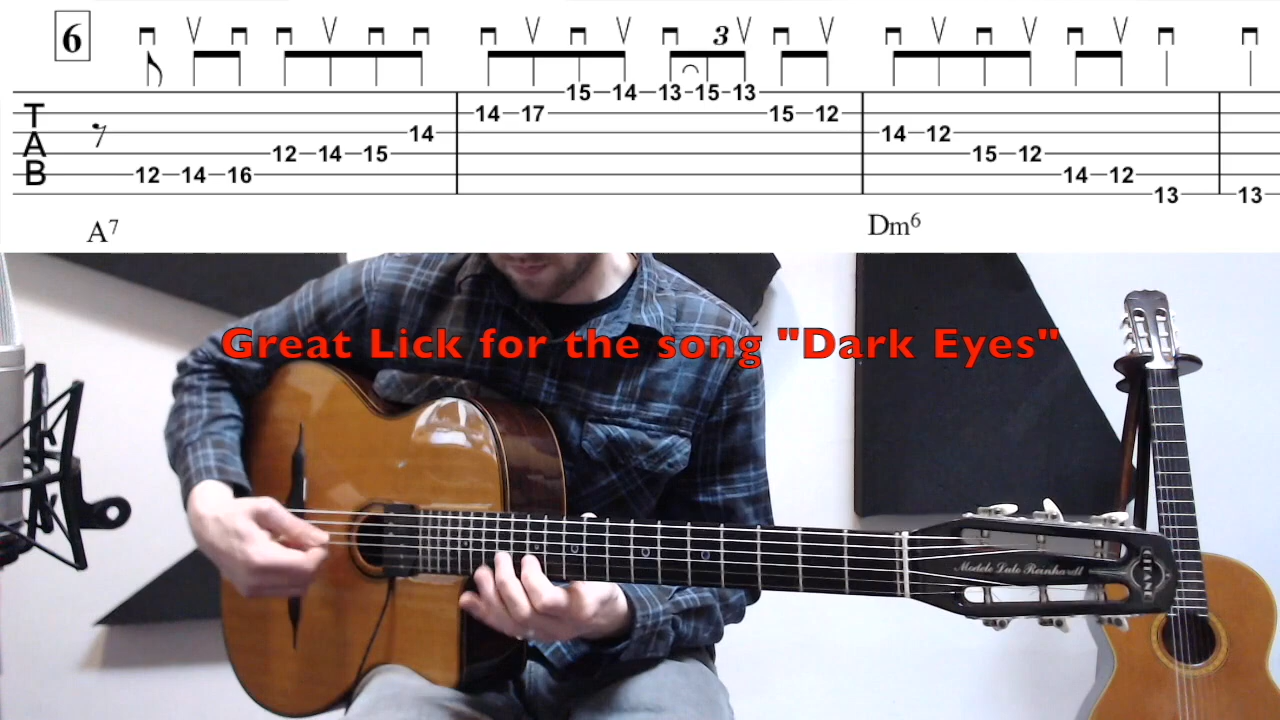 6 3
15 14 13 15 13
T 14 17 15 12
A 14 14 12
12 14 15 15 12
B 12 14 16 14 12
13 13
A7 Dm6
Great Lick for the song "Dark Eyes"
Modele Lulo Reinhardt